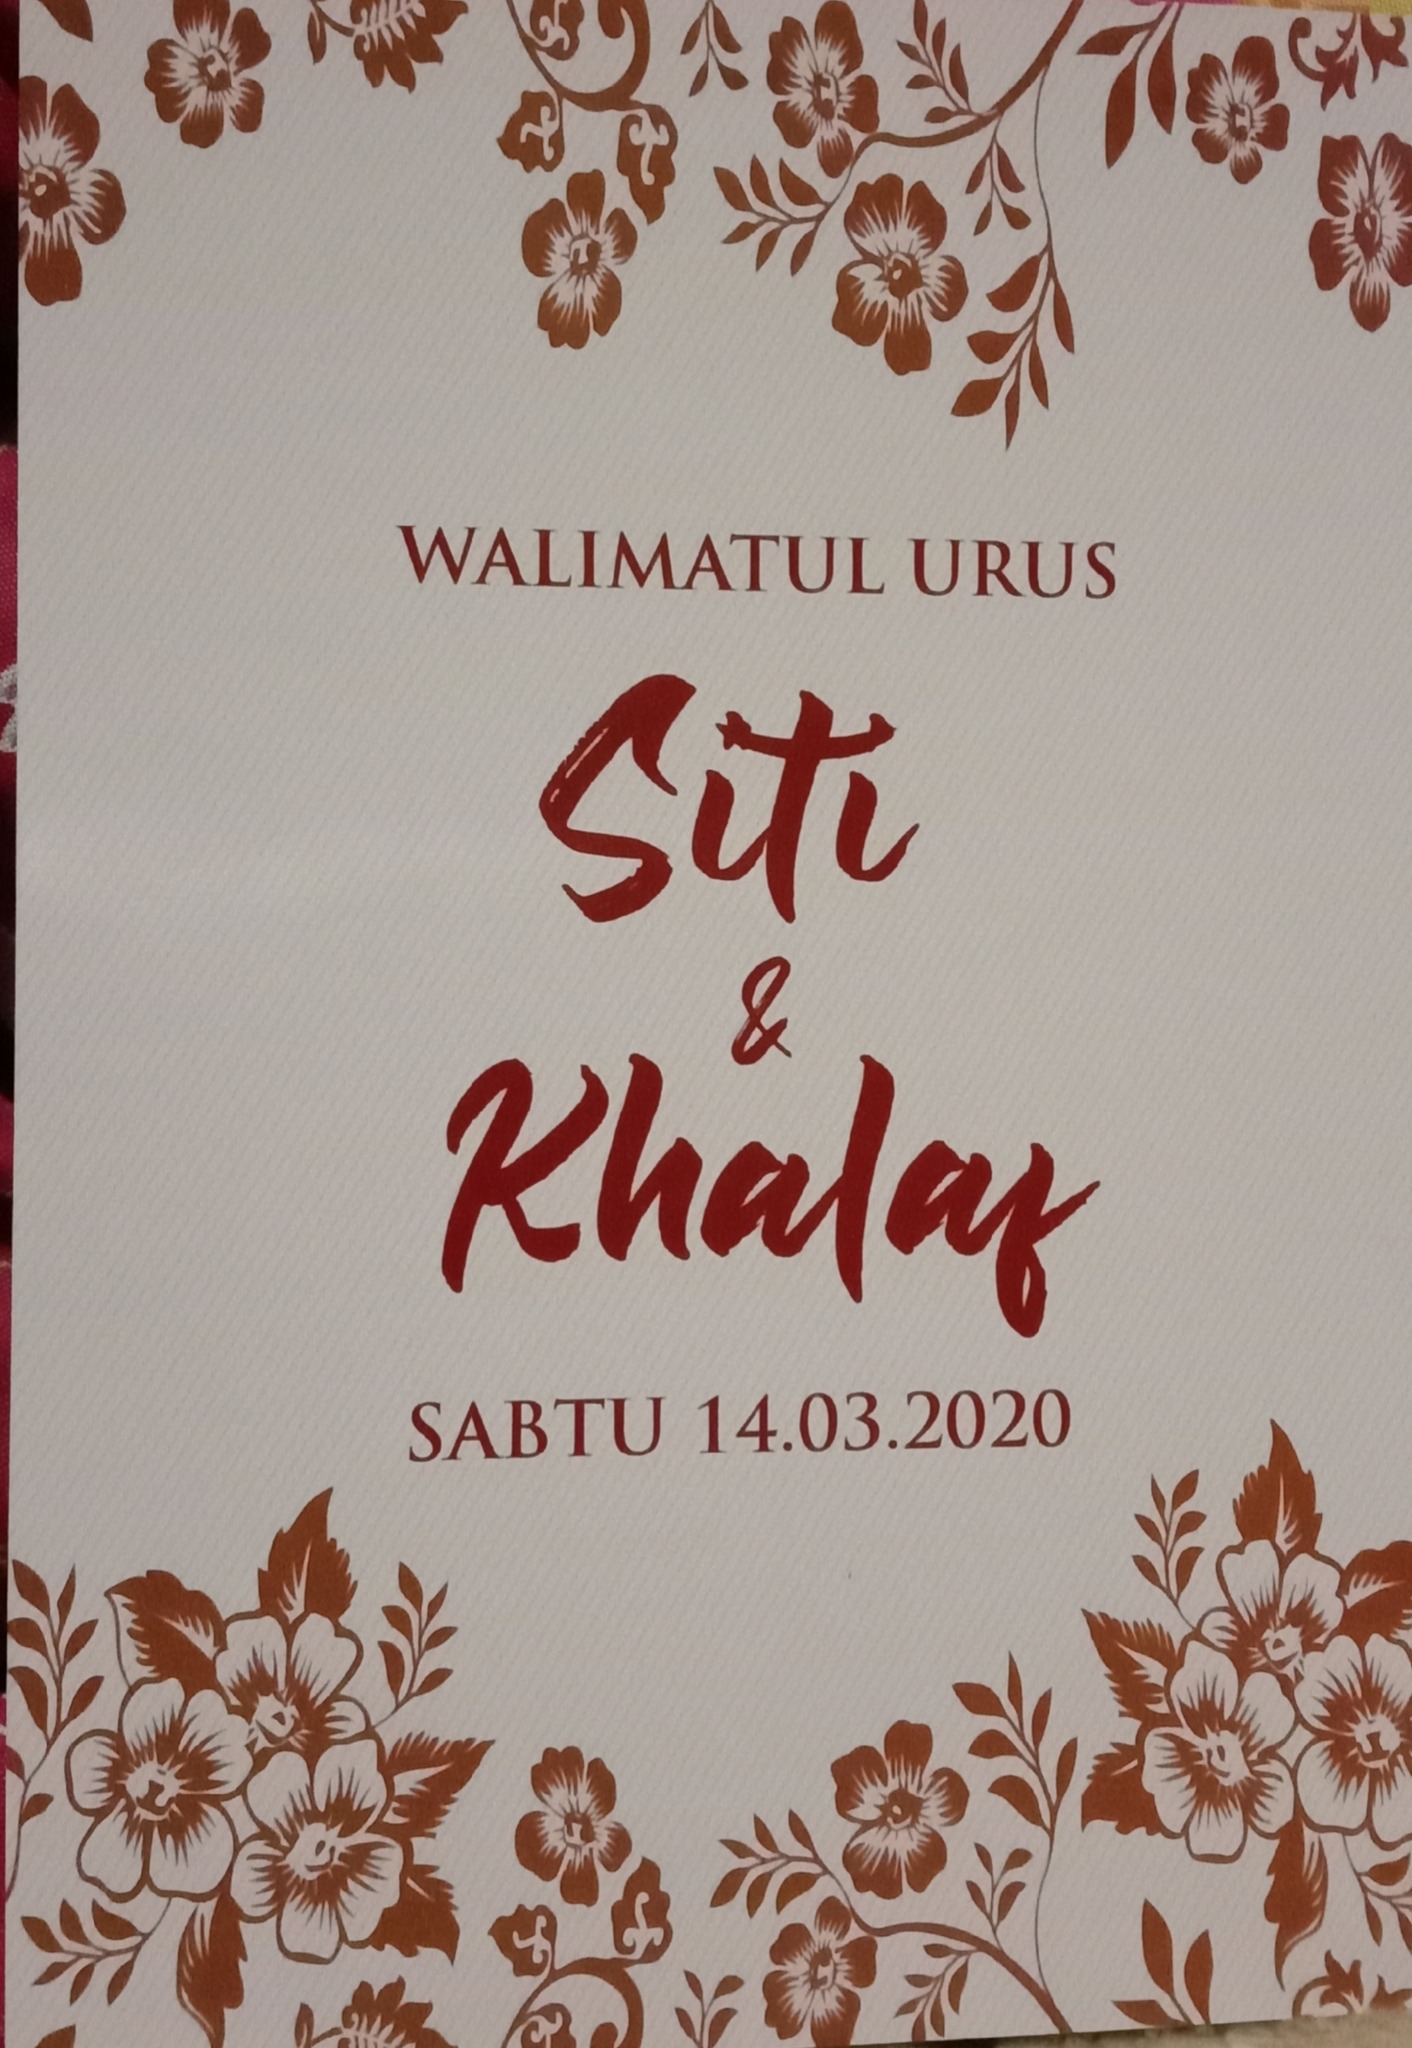 WALIMATUL URUS
Siti
&
Khalaf
SABTU 14.03.2020